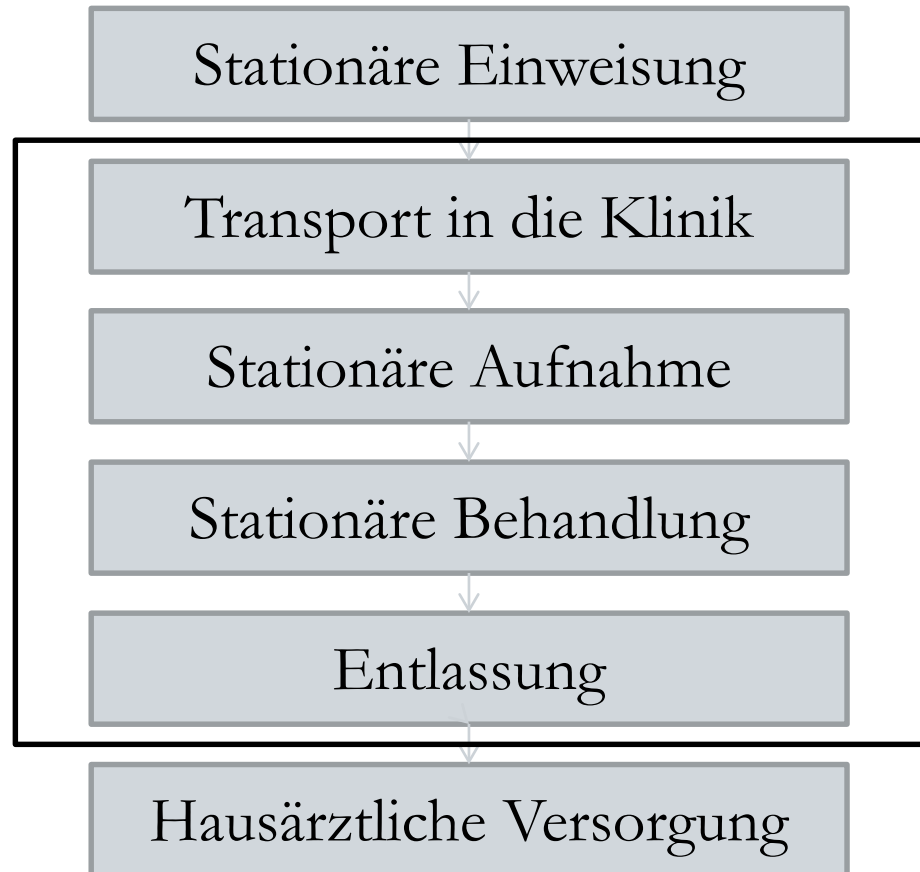 Stationäre Einweisung
Transport in die Klinik
Stationäre Aufnahme
Stationäre Behandlung
Entlassung
Hausärztliche Versorgung